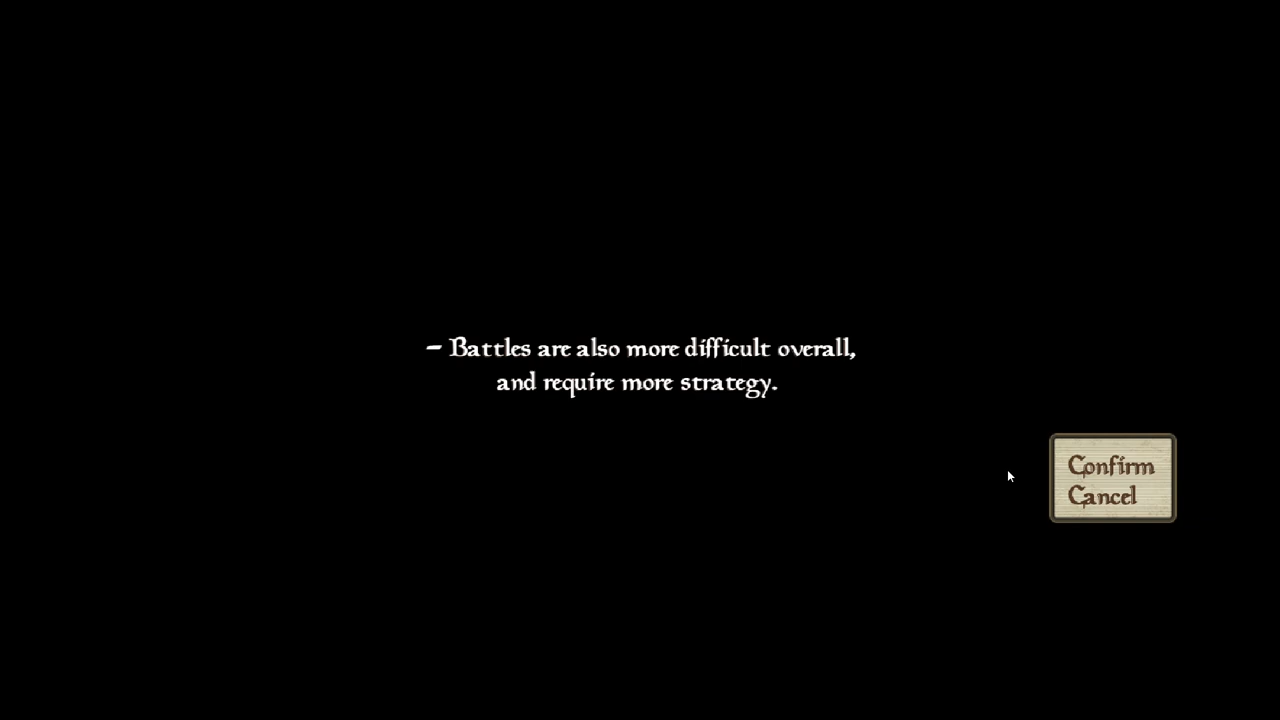 – Battles are also more difficult overall,
and require more strategy.
Confirm
Cancel